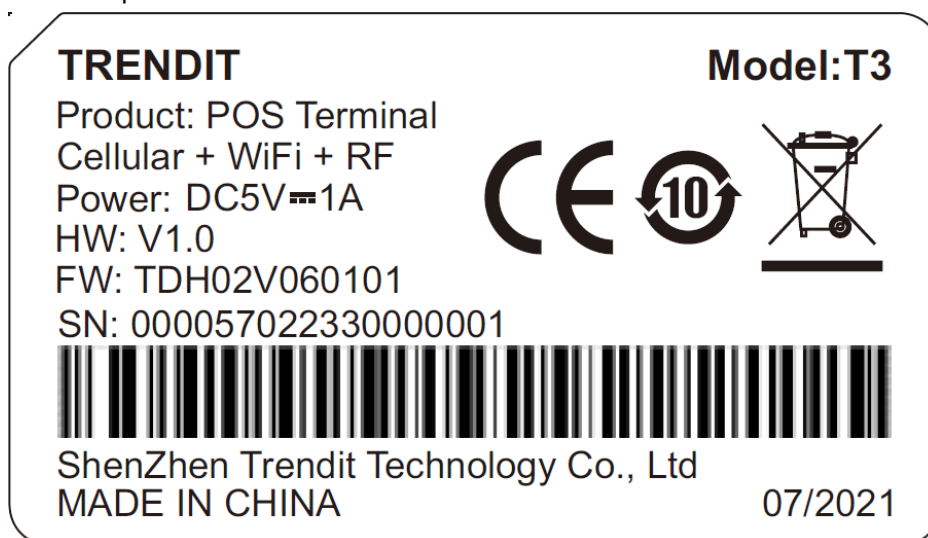 TRENDIT
Model:T3
Product: POS Terminal
Cellular + WiFi + RF
Power: DC5V⎓1A
HW: V1.0
FW: TDH02V060101
SN: 000057022330000001
CE
10
ShenZhen Trendit Technology Co., Ltd
MADE IN CHINA
07/2021